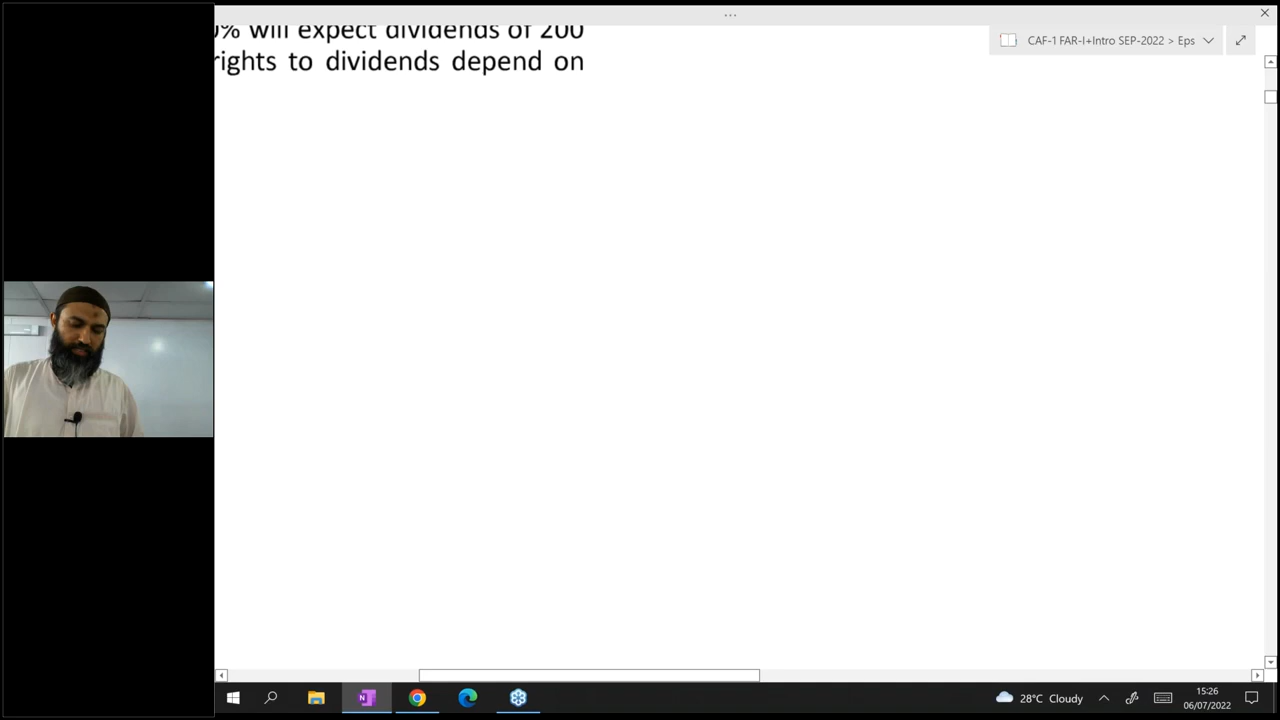 0% will expect dividends of 200
rights to dividends depend on
CAF-1 FAR-I+Intro SEP-2022 > Eps
28°C Cloudy
15:26
06/07/2022